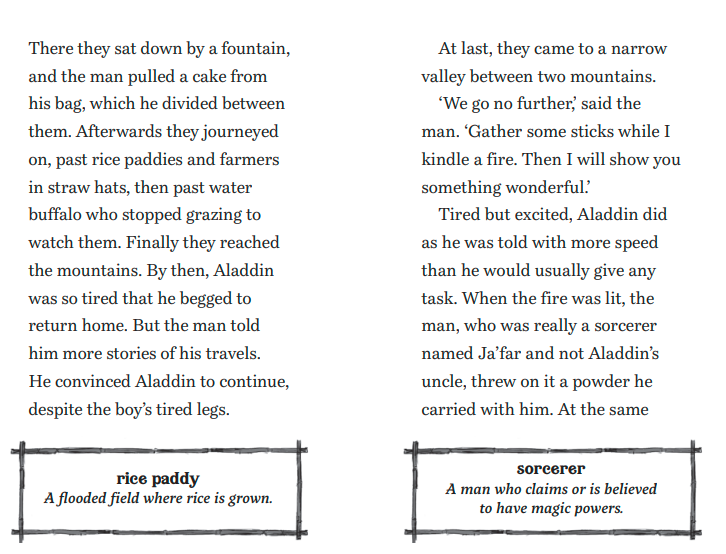 There they sat down by a fountain,
and the man pulled a cake from
his bag, which he divided between
them. Afterwards they journeyed
on, past rice paddies and farmers
in straw hats, then past water
buffalo who stopped grazing to
watch them. Finally they reached
the mountains. By then, Aladdin
was so tired that he begged to
return home. But the man told
him more stories of his travels.
He convinced Aladdin to continue,
despite the boy’s tired legs.
rice paddy
A flooded field where rice is grown.
At last, they came to a narrow
valley between two mountains.
‘We go no further,’ said the
man. ‘Gather some sticks while I
kindle a fire. Then I will show you
something wonderful.’
Tired but excited, Aladdin did
as he was told with more speed
than he would usually give any
task. When the fire was lit, the
man, who was really a sorcerer
named Ja’far and not Aladdin’s
uncle, threw on it a powder he
carried with him. At the same
sorcerer
A man who claims or is believed
to have magic powers.